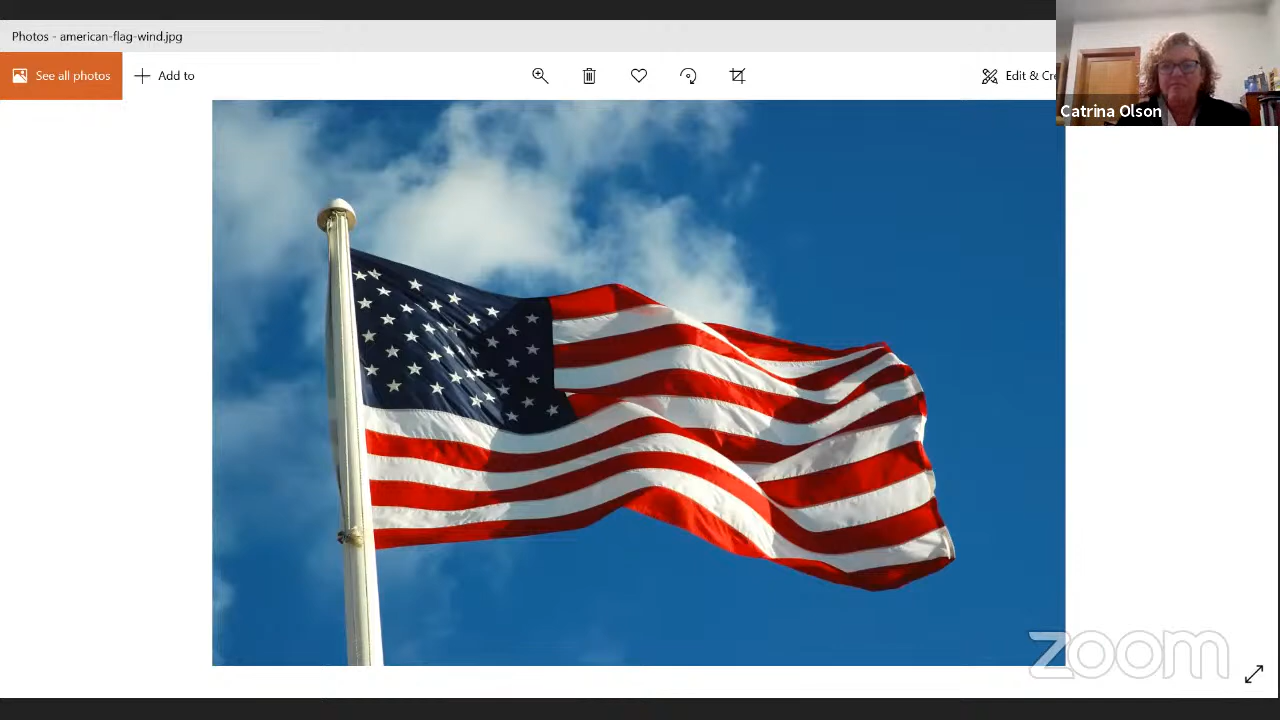 Photos - american-flag-wind.jpg
See all photos
Add to
Edit & Cre
Catrina Olson
zoom